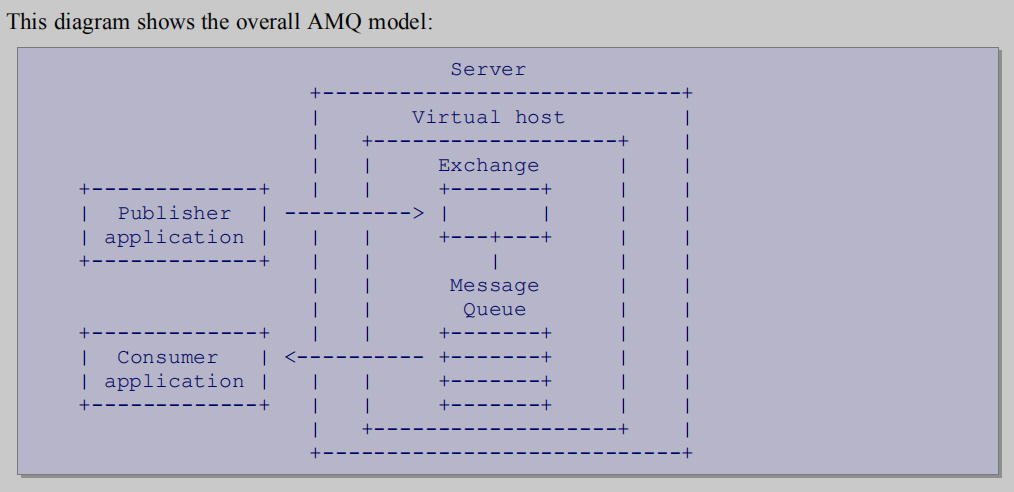 This diagram shows the overall AMQ model:
Server
Virtual host
Exchange
Publisher
application
Message
Queue
Consumer
application